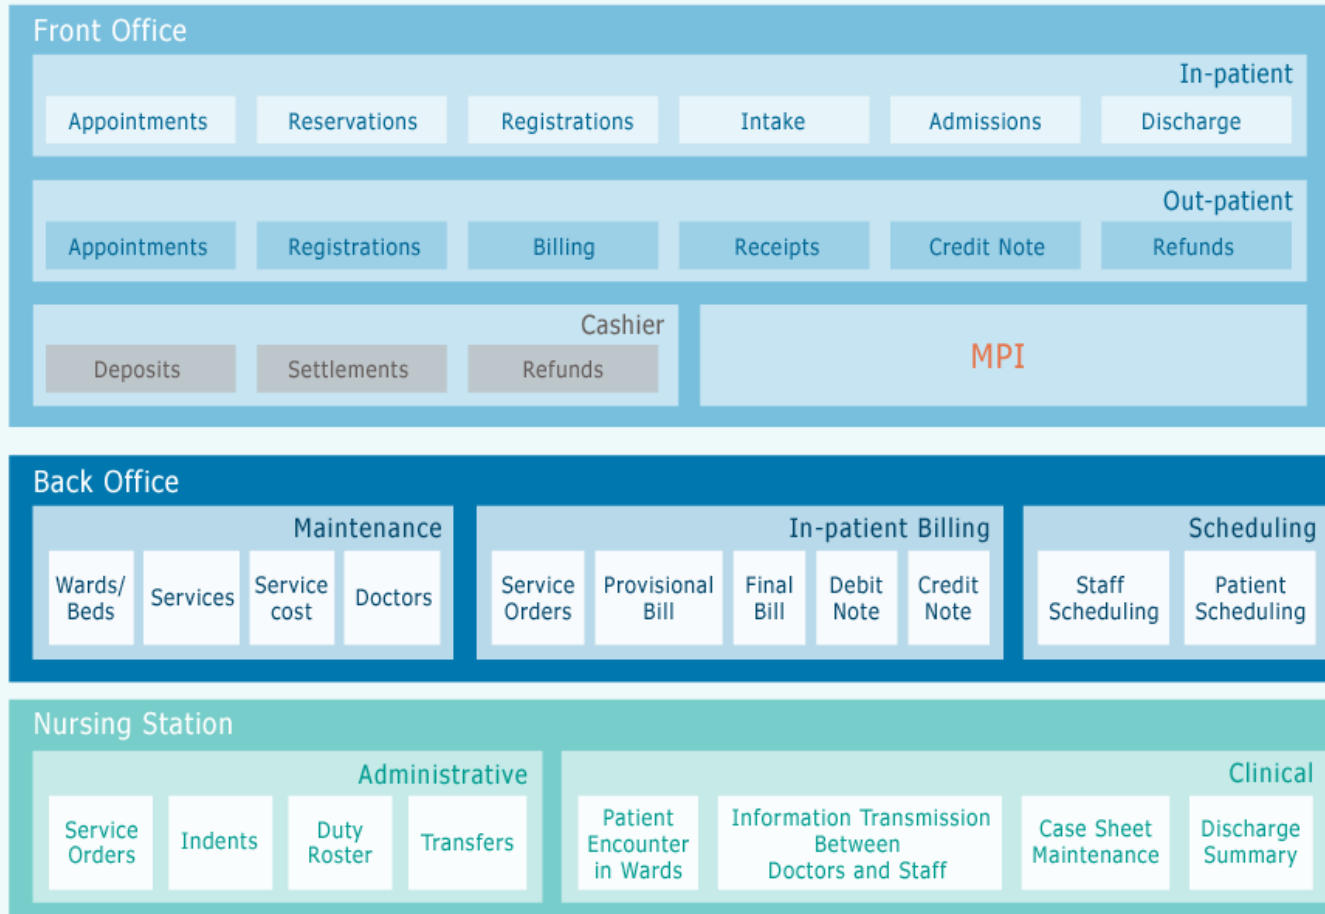 Front Office
In-patient
Appointments Reservations Registrations Intake Admissions Discharge
Out-patient
Appointments Registrations Billing Receipts Credit Note Refunds
Cashier
Deposits Settlements Refunds
MPI
Back Office
Maintenance
Wards/
Beds
Services
Service
cost
Doctors
In-patient Billing
Service
Orders
Provisional
Bill
Final
Bill
Debit
Note
Credit
Note
Scheduling
Staff
Scheduling
Patient
Scheduling
Nursing Station
Administrative
Service
Orders
Indents
Duty
Roster
Transfers
Clinical
Patient
Encounter
in Wards
Information Transmission
Between
Doctors and Staff
Case Sheet
Maintenance
Discharge
Summary